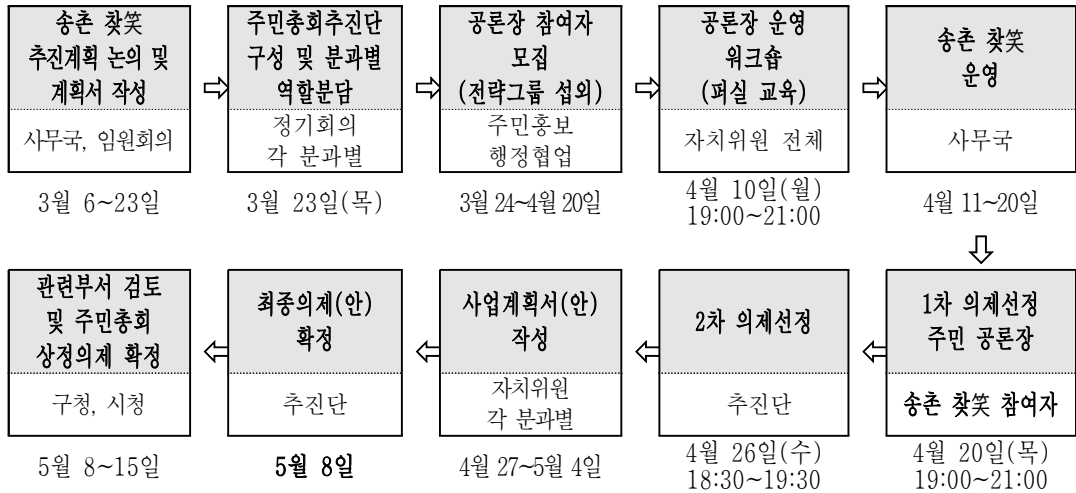 송촌 찾笑
추진계획 논의 및
계획서 작성
사무국, 임원회의
3월 6~23일
주민총회추진단
구성 및 분과별
역할분담
정기회의
각 분과별
3월 23일(목)
공론장 참여자
모집
(전략그룹 섭외)
주민홍보
행정협업
3월 24~4월 20일
공론장 운영
워크숍
(퍼실 교육)
자치위원 전체
4월 10일(월)
19:00~21:00
송촌 찾笑
운영
사무국
4월 11~20일
1차 의제선정
주민 공론장
송촌 찾笑 참여자
4월 20일(목)
19:00~21:00
2차 의제선정
추진단
4월 26일(수)
18:30~19:30
사업계획서(안)
작성
자치위원
각 분과별
4월 27~5월 4일
최종의제(안)
확정
추진단
5월 8일
관련부서 검토
및 주민총회
상정의제 확정
구청, 시청
5월 8~15일